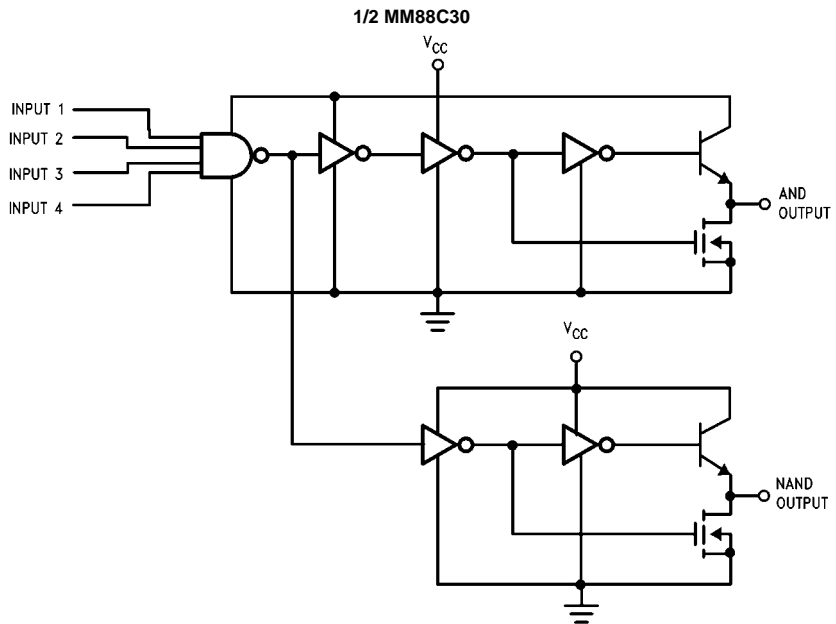 1/2 MM88C30
VCC
INPUT 1
INPUT 2
INPUT 3
INPUT 4
AND
OUTPUT
VCC
NAND
OUTPUT